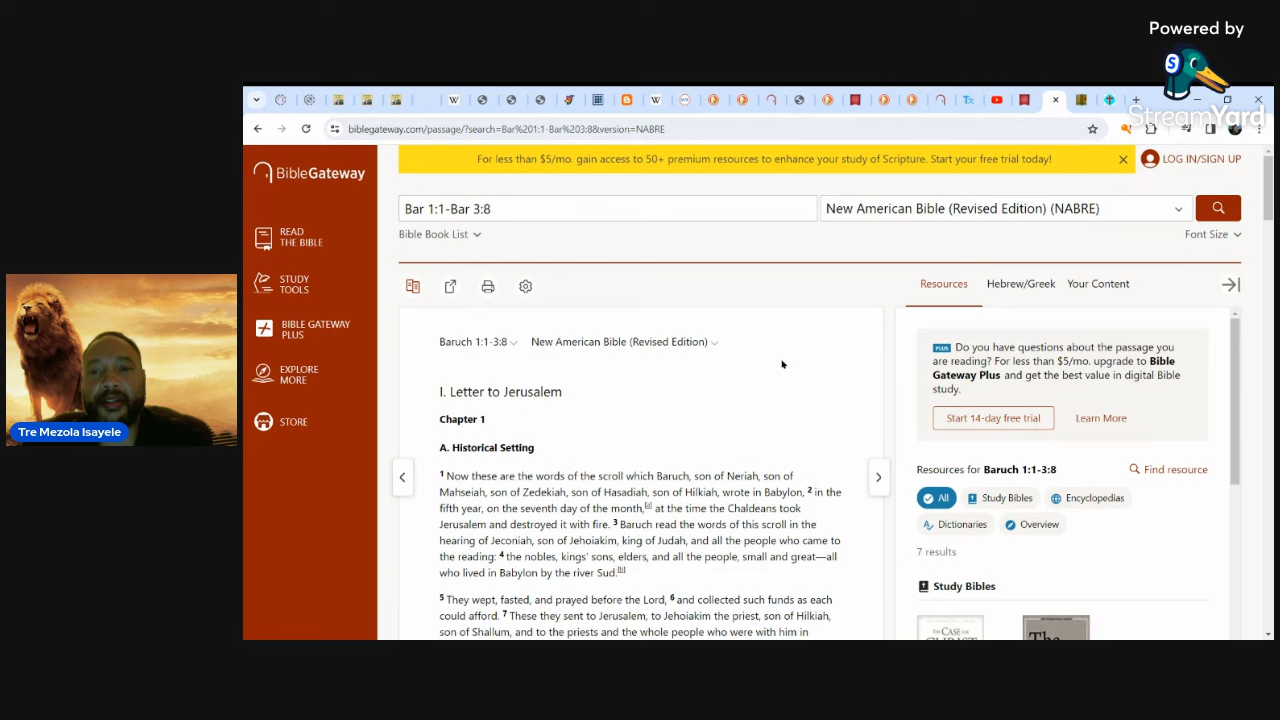 Powered by
StreamYard
biblegateway.com/passage/?search=Bar%201:1-Bar%203:8&version=NABRE
For less than $5/mo. gain access to 50+ premium resources to enhance your study of Scripture. Start your free trial today!
LOG IN/SIGN UP
BibleGateway
Bar 1:1-Bar 3:8
New American Bible (Revised Edition) (NABRE)
Bible Book List
Font Size
READ
THE BIBLE
STUDY
TOOLS
BIBLE GATEWAY
PLUS
EXPLORE
MORE
STORE
Resources
Hebrew/Greek
Your Content
Baruch 1:1-3:8
New American Bible (Revised Edition)
I. Letter to Jerusalem
Chapter 1
A. Historical Setting
1 Now these are the words of the scroll which Baruch, son of Neriah, son of
Mahseiah, son of Zedekiah, son of Hasadiah, son of Hilkiah, wrote in Babylon, 2 in the
fifth year, on the seventh day of the month,[a] at the time the Chaldeans took
Jerusalem and destroyed it with fire. 3 Baruch read the words of this scroll in the
hearing of Jeconiah, son of Jehoiakim, king of Judah, and all the people who came to
the reading: 4 the nobles, kings' sons, elders, and all the people, small and great—all
who lived in Babylon by the river Sud.[b]
5 They wept, fasted, and prayed before the Lord, 6 and collected such funds as each
could afford. 7 These they sent to Jerusalem, to Jehoiakim the priest, son of Hilkiah,
son of Shallum, and to the priests and the whole people who were with him in
PLUS Do you have questions about the passage you
are reading? For less than $5/mo. upgrade to Bible
Gateway Plus and get the best value in digital Bible
study.
Start 14-day free trial
Learn More
Resources for Baruch 1:1-3:8
Find resource
All
Study Bibles
Encyclopedias
Dictionaries
Overview
7 results
Study Bibles
THE CASE FOR
CHRIST
The
Tre Mezola Isayele